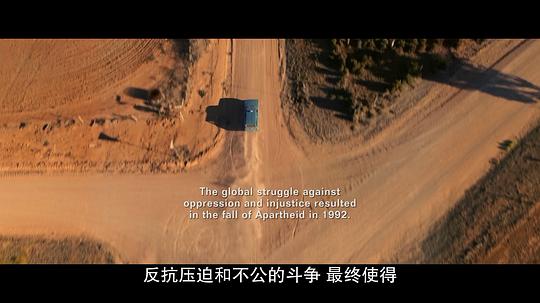 The global struggle against
oppression and injustice resulted
in the fall of Apartheid in 1992.
反抗压迫和不公的斗争 最终使得